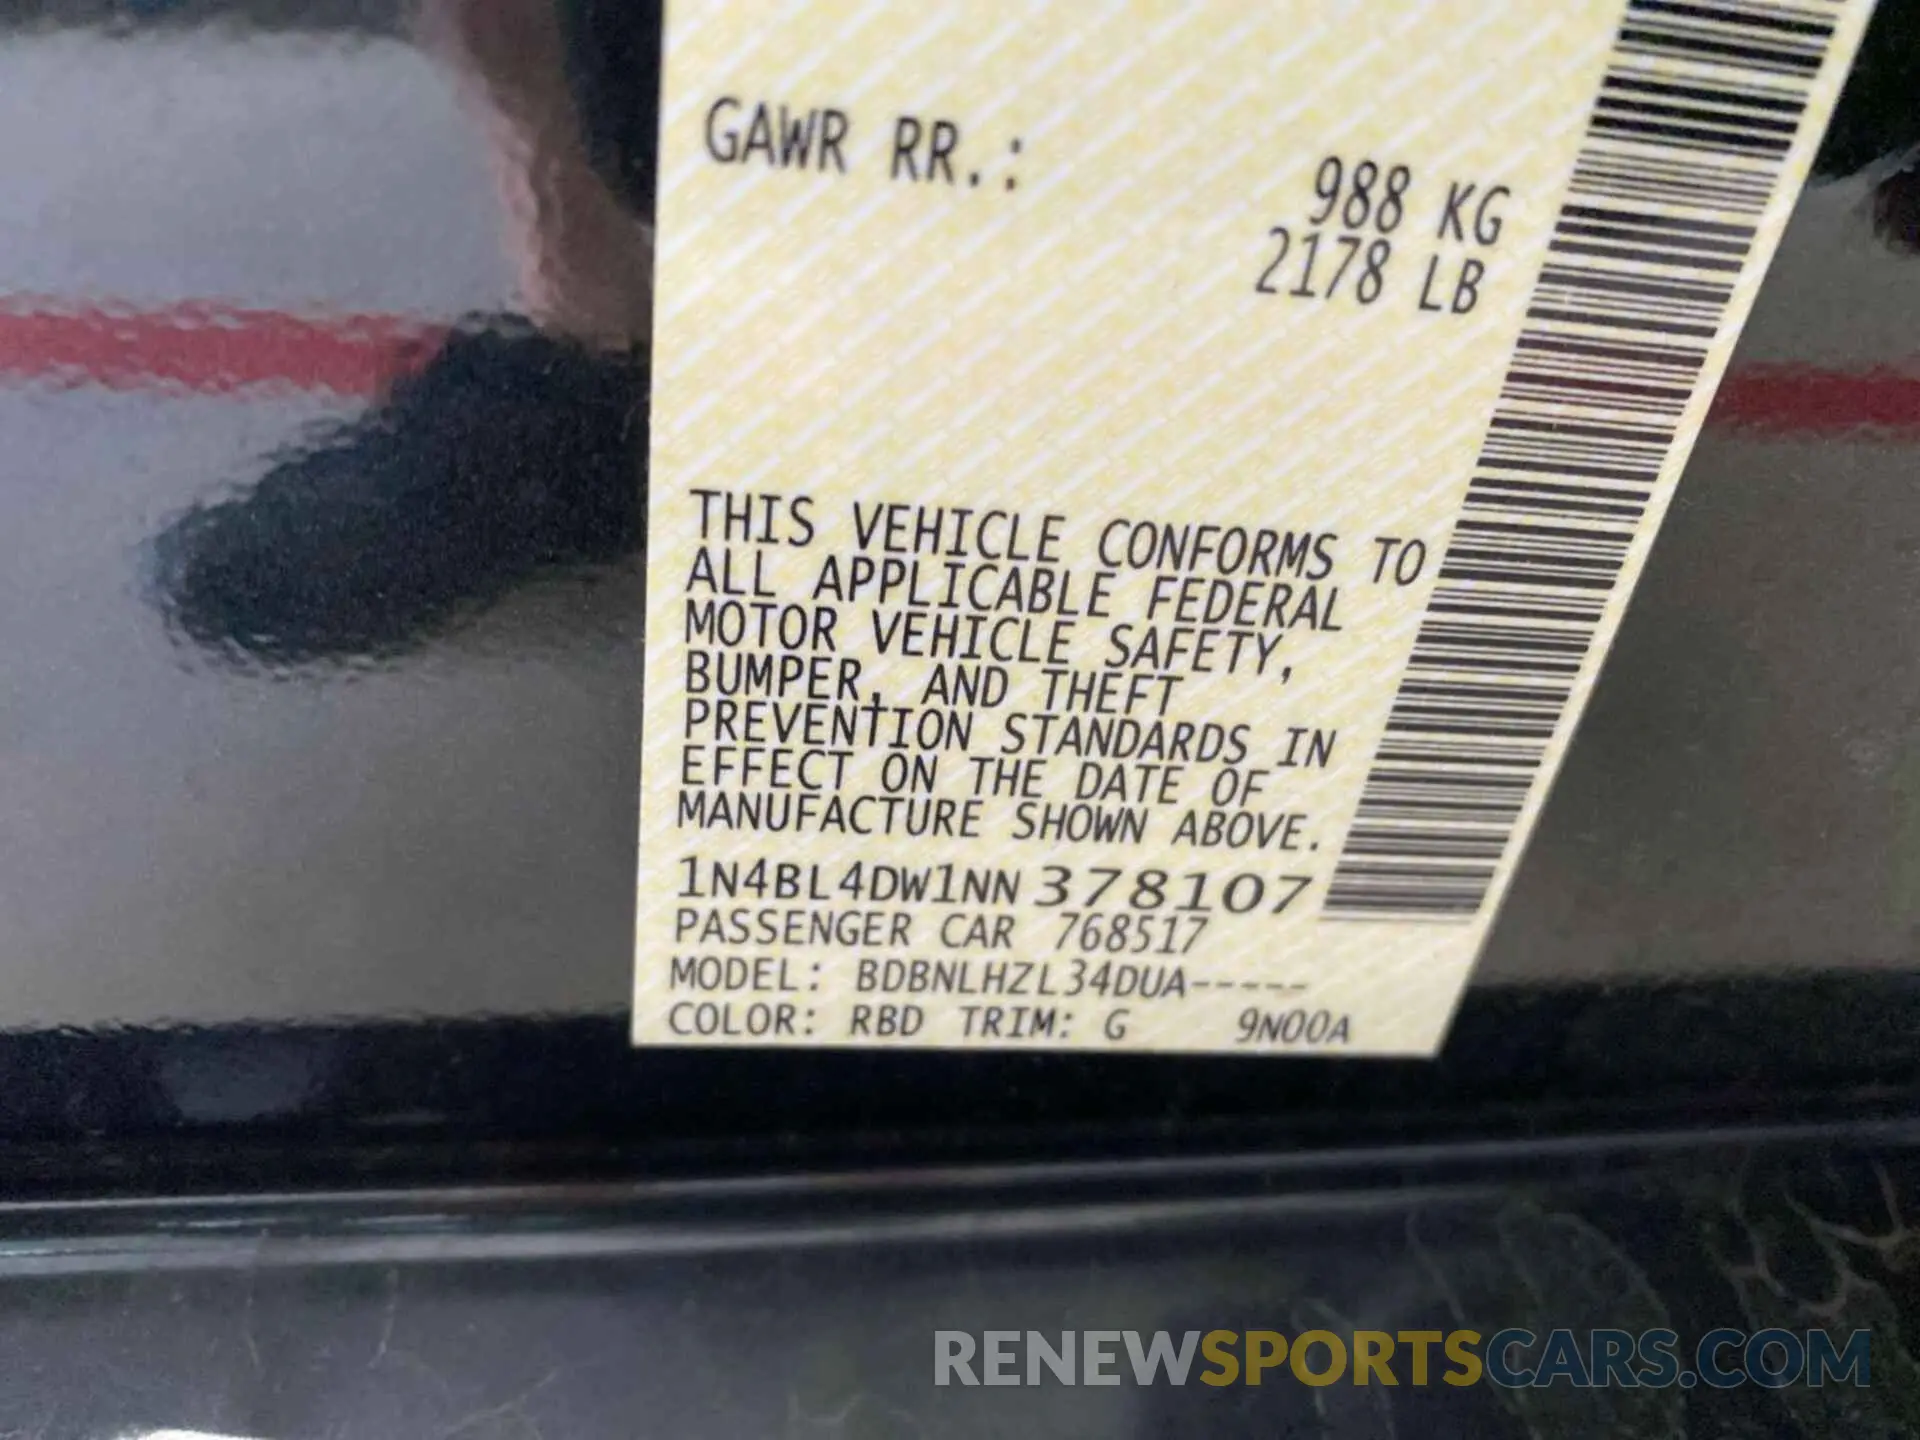 GAWR RR.:
988 KG
2178 LB
THIS VEHICLE CONFORMS TO
ALL APPLICABLE FEDERAL
MOTOR VEHICLE SAFETY,
BUMPER, AND THEFT
PREVENTION STANDARDS IN
EFFECT ON THE DATE OF
MANUFACTURE SHOWN ABOVE.
1N4BL4DW1NN378107
PASSENGER CAR 768517
MODEL: BDBNLHZL34DUA-----
COLOR: RBD TRIM: G 9N00A
RENEWSPORTSCARS.COM